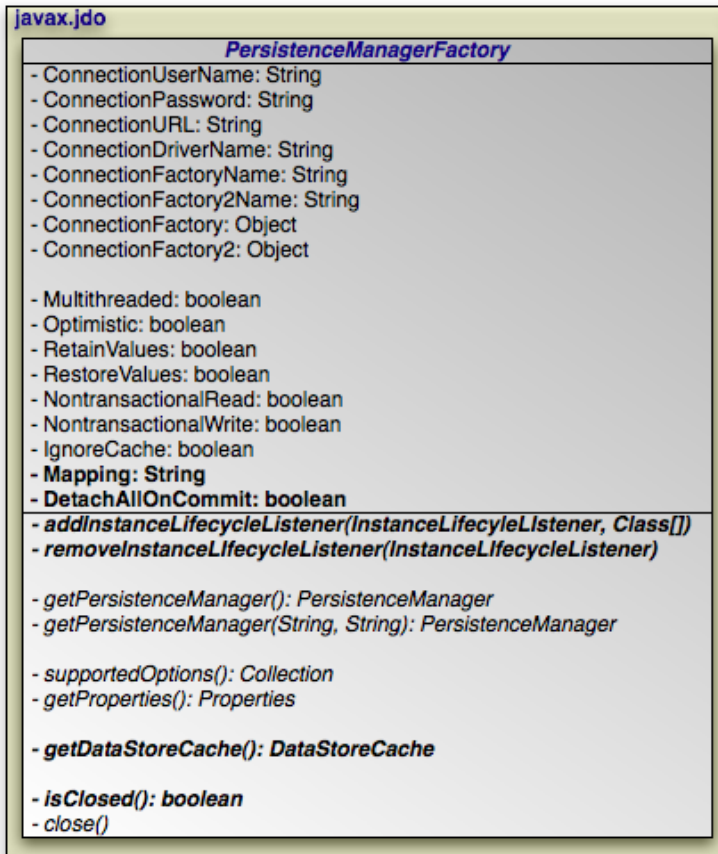 javax.jdo
PersistenceManagerFactory
- ConnectionUserName: String
- ConnectionPassword: String
- ConnectionURL: String
- ConnectionDriverName: String
- ConnectionFactoryName: String
- ConnectionFactory2Name: String
- ConnectionFactory: Object
- ConnectionFactory2: Object
- Multithreaded: boolean
- Optimistic: boolean
- RetainValues: boolean
- RestoreValues: boolean
- NontransactionalRead: boolean
- NontransactionalWrite: boolean
- IgnoreCache: boolean
- Mapping: String
- DetachAllOnCommit: boolean
- addInstanceLifecycleListener(InstanceLifecyleLIstener, Class[])
- removeInstanceLIfecycleListener(InstanceLIfecycleListener)
- getPersistenceManager(): PersistenceManager
- getPersistenceManager(String, String): PersistenceManager
- supportedOptions(): Collection
- getProperties(): Properties
- getDataStoreCache(): DataStoreCache
- isClosed(): boolean
- close()